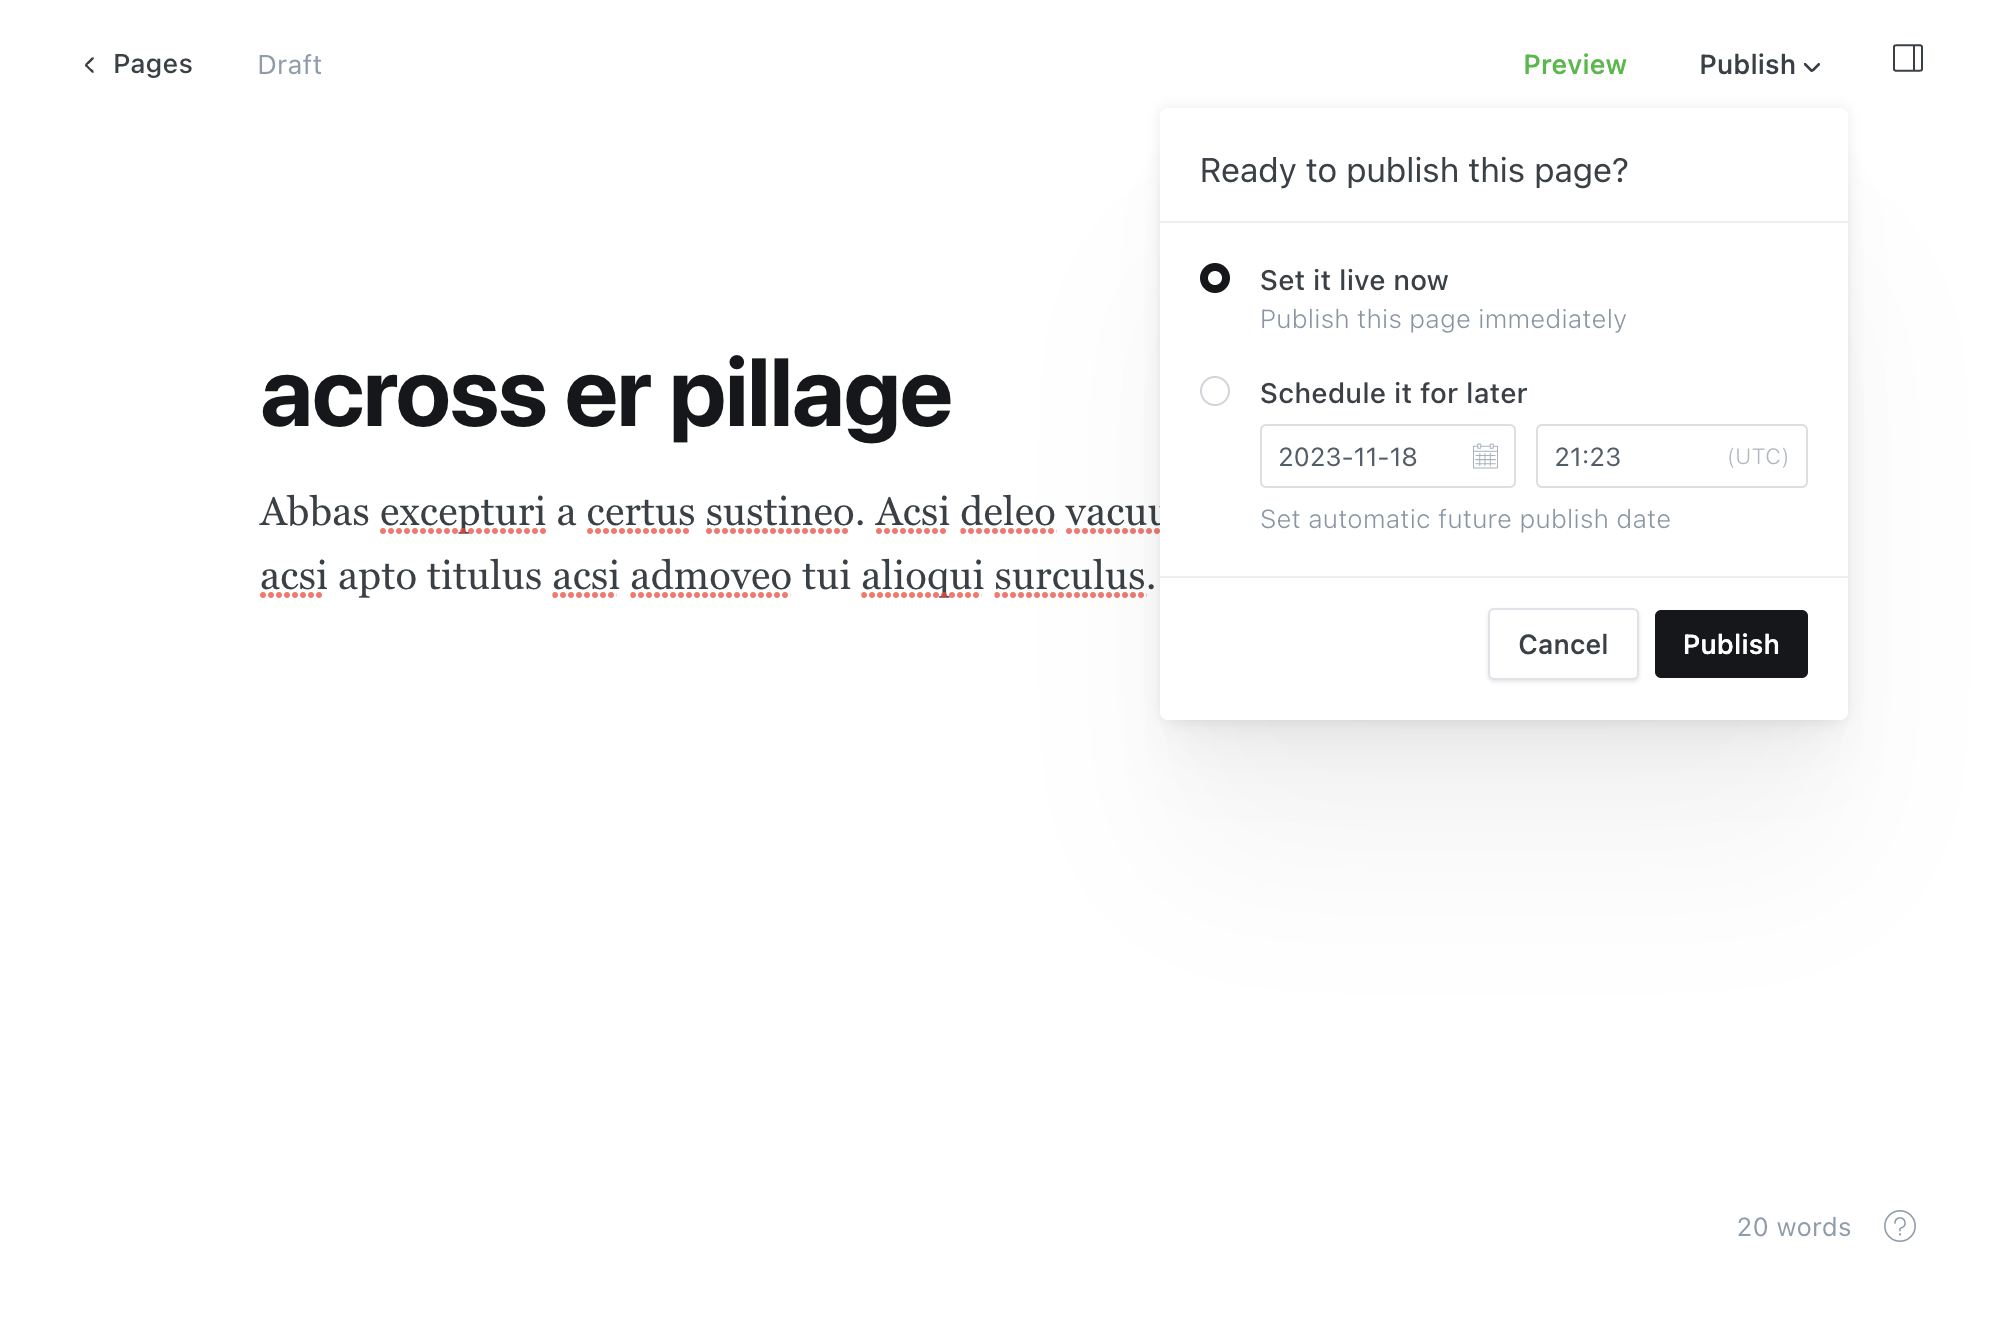 Pages
Draft
Preview
Publish
Ready to publish this page?
Set it live now
Publish this page immediately
Schedule it for later
2023-11-18
21:23 (UTC)
Set automatic future publish date
Cancel
Publish
across er pillage
Abbas excepturi a certus sustineo. Acsi deleo
acsi apto titulus acsi admoveo tui alioqui surculus.
20 words
?